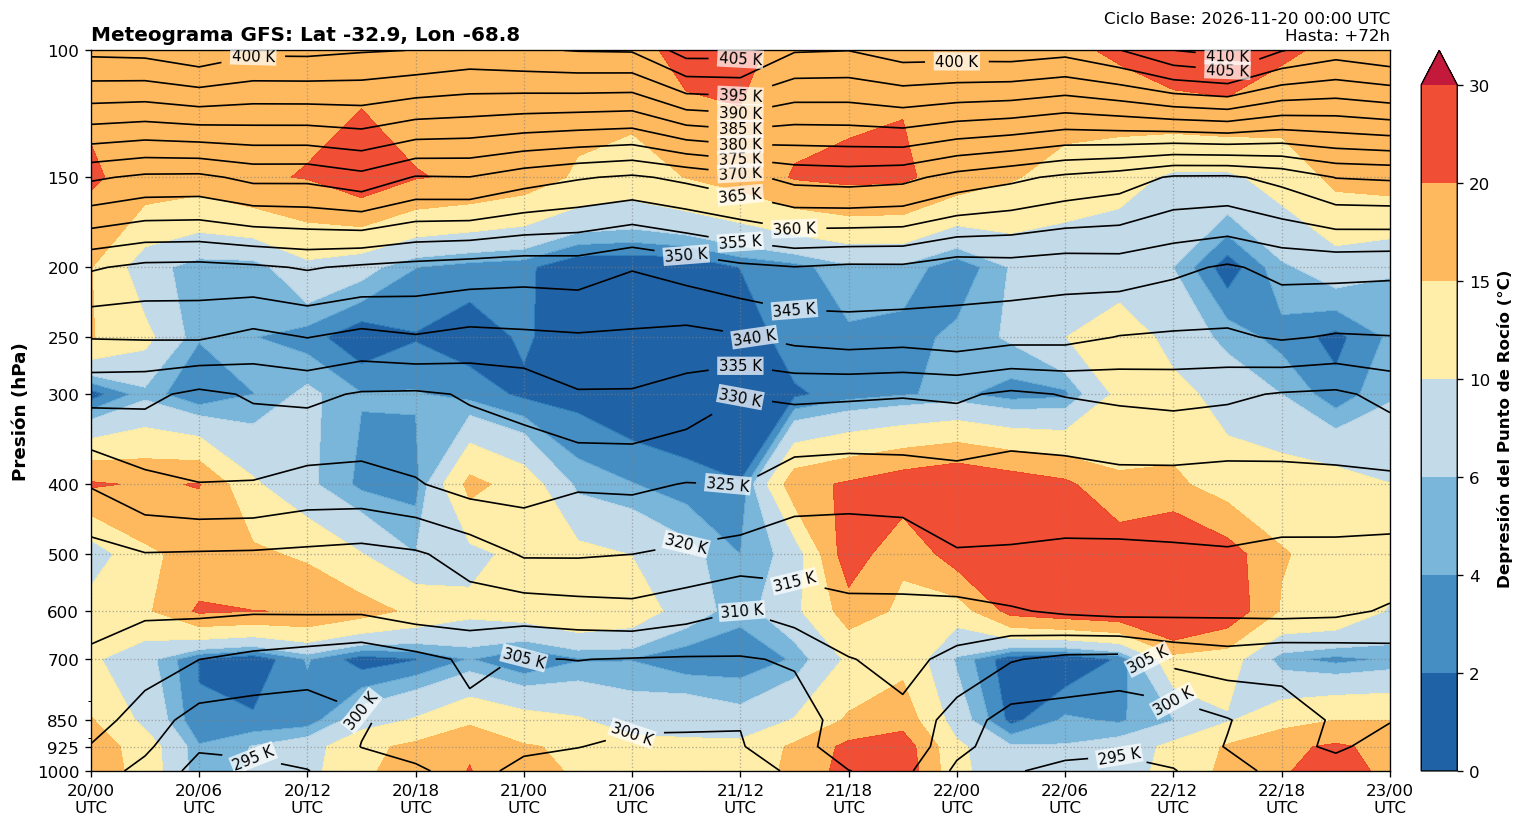 Ciclo Base: 2026-11-20 00:00 UTC
Meteograma GFS: Lat -32.9, Lon -68.8
Hasta: +72h
Presión (hPa)
100
150
200
250
300
400
500
600
700
850
925
1000
400 K
405 K
400 K
410 K
405 K
395 K
390 K
385 K
380 K
375 K
370 K
365 K
360 K
355 K
350 K
345 K
340 K
335 K
330 K
325 K
320 K
315 K
310 K
305 K
305 K
300 K
300 K
300 K
295 K
295 K
20/00
UTC
20/06
UTC
20/12
UTC
20/18
UTC
21/00
UTC
21/06
UTC
21/12
UTC
21/18
UTC
22/00
UTC
22/06
UTC
22/12
UTC
22/18
UTC
23/00
UTC
30
20
15
10
6
4
2
0
Depresión del Punto de Rocío (°C)